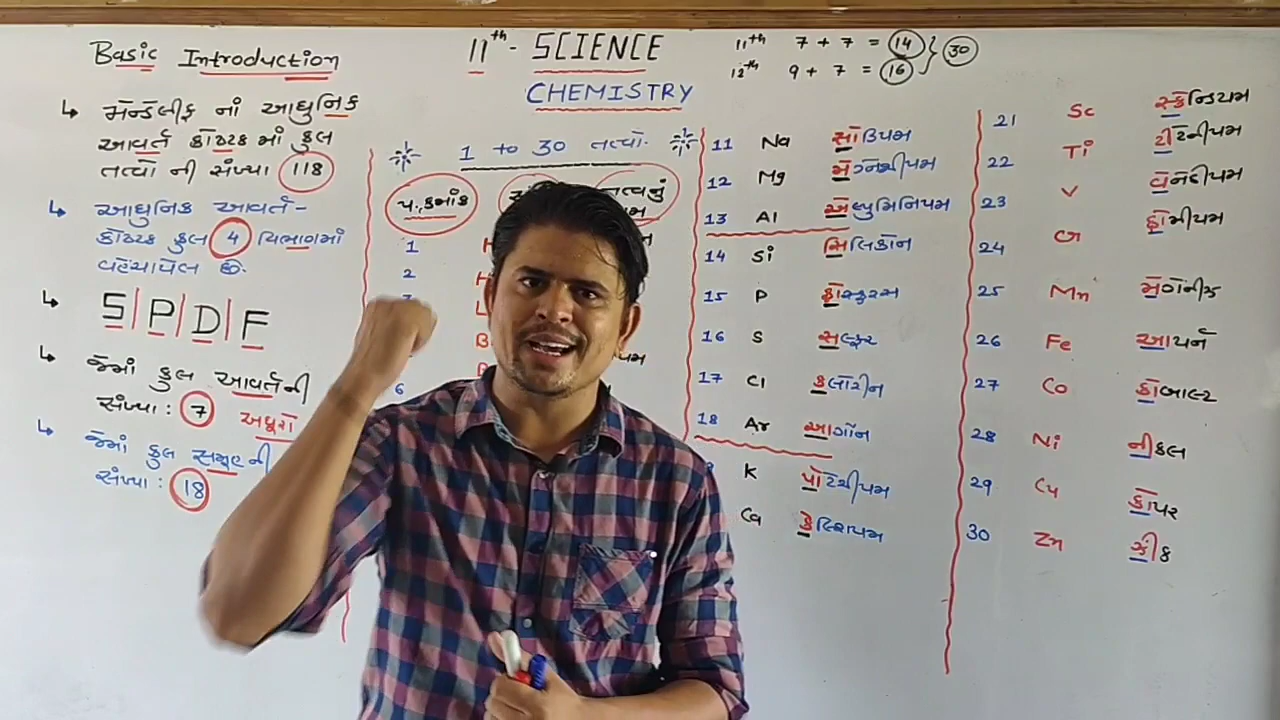 Basic Introduction
↳ મેન્ડેલીફ નાં આધુનિક
આવર્ત કોષ્ટક માં કુલ
તત્વો ની સંખ્યા 118
↳ આધુનિક આવર્ત-
કોષ્ટક કુલ 4 વિભાગમાં
વહેંચાયેલ છે.
↳ S|P|D|F
↳ જેમાં કુલ આવર્તની
સંખ્યા : 7 અધૂરો
↳ જેમાં કુલ સમૂહ ની
સંખ્યા : 18
11th - SCIENCE
CHEMISTRY
11th 7 + 7 = 14
12th 9 + 7 = 16
30
1 to 30 તત્વો.
પ. ક્રમાંક તત્વનું
1
2
6
11 Na સોડિયમ
12 Mg મેગ્નેશીયમ
13 Al એલ્યુમિનિયમ
14 Si સિલિકોન
15 P ફોસ્ફરસ
16 S સલ્ફર
17 Cl ક્લોરીન
18 Ar આર્ગોન
K પોટેશીયમ
Ca કેલ્શિયમ
21 Sc સ્કેન્ડિયમ
22 Ti ટીટેનીયમ
23 V વેનેડીયમ
24 Cr ક્રોમીયમ
25 Mn મેંગેનીઝ
26 Fe આયર્ન
27 Co કોબાલ્ટ
28 Ni નીકલ
29 Cu કોપર
30 Zn ઝીંક